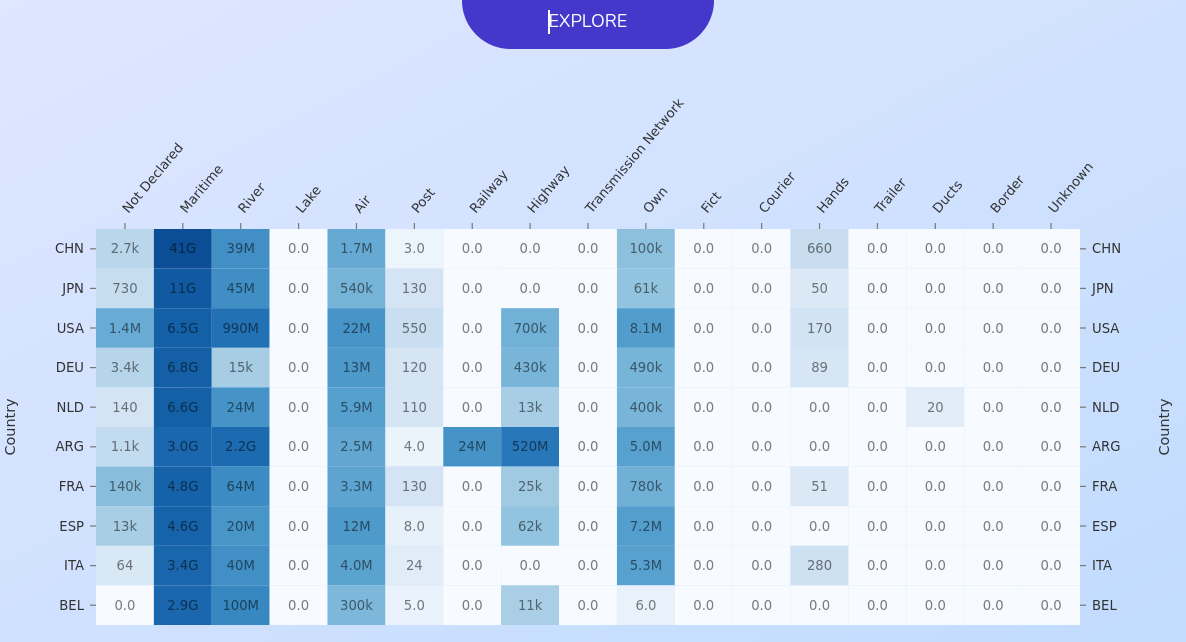 EXPLORE
Not Declared Maritime River Lake Air Post Railway Highway Transmission Network Own Fict Courier Hands Trailer Ducts Border Unknown
CHN 2.7k 41G 39M 0.0 1.7M 3.0 0.0 0.0 0.0 100k 0.0 0.0 660 0.0 0.0 0.0 0.0 CHN
JPN 730 11G 45M 0.0 540k 130 0.0 0.0 0.0 61k 0.0 0.0 50 0.0 0.0 0.0 0.0 JPN
USA 1.4M 6.5G 990M 0.0 22M 550 0.0 700k 0.0 8.1M 0.0 0.0 170 0.0 0.0 0.0 0.0 USA
DEU 3.4k 6.8G 15k 0.0 13M 120 0.0 430k 0.0 490k 0.0 0.0 89 0.0 0.0 0.0 0.0 DEU
NLD 140 6.6G 24M 0.0 5.9M 110 0.0 13k 0.0 400k 0.0 0.0 0.0 0.0 20 0.0 0.0 NLD
ARG 1.1k 3.0G 2.2G 0.0 2.5M 4.0 24M 520M 0.0 5.0M 0.0 0.0 0.0 0.0 0.0 0.0 0.0 ARG
FRA 140k 4.8G 64M 0.0 3.3M 130 0.0 25k 0.0 780k 0.0 0.0 51 0.0 0.0 0.0 0.0 FRA
ESP 13k 4.6G 20M 0.0 12M 8.0 0.0 62k 0.0 7.2M 0.0 0.0 0.0 0.0 0.0 0.0 0.0 ESP
ITA 64 3.4G 40M 0.0 4.0M 24 0.0 0.0 0.0 5.3M 0.0 0.0 280 0.0 0.0 0.0 0.0 ITA
BEL 0.0 2.9G 100M 0.0 300k 5.0 0.0 11k 0.0 6.0 0.0 0.0 0.0 0.0 0.0 0.0 0.0 BEL
Country
Country